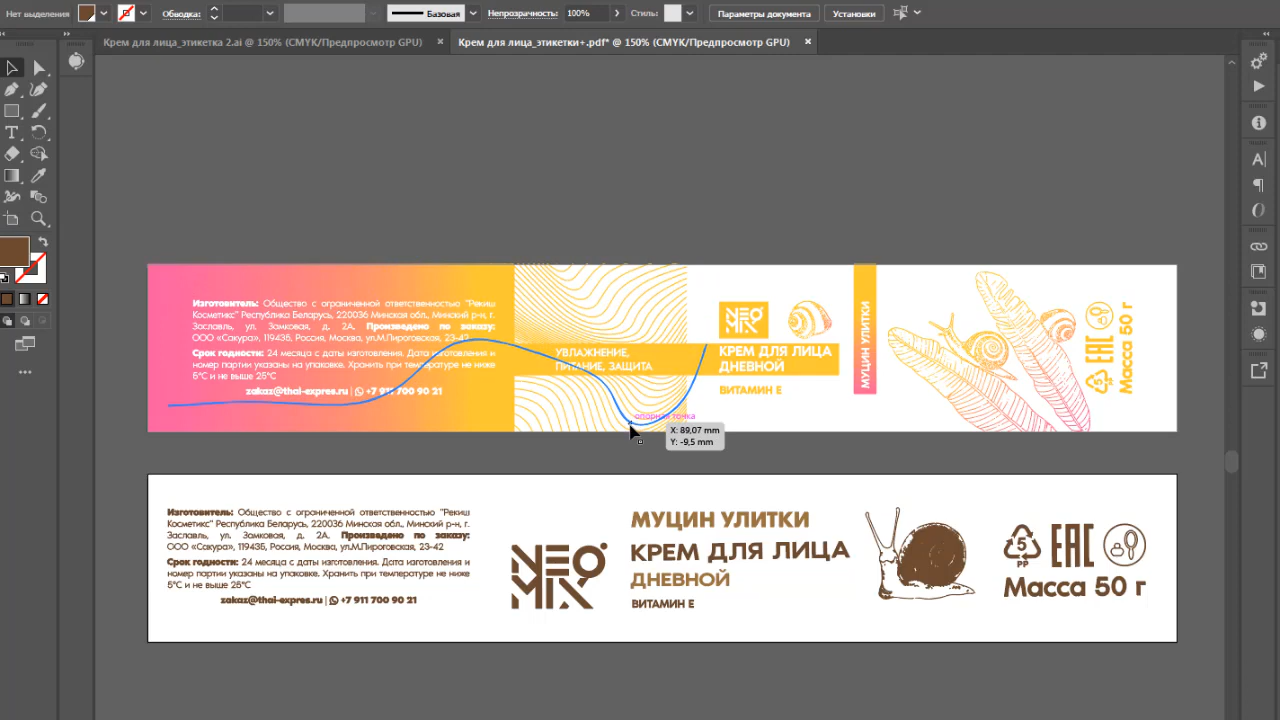 Нет выделения
Обводка:
Базовая
Непрозрачность: 100%
Стиль:
Параметры документа
Установки
Крем для лица_этикетка 2.ai @ 150% (CMYK/Предпросмотр GPU)
Крем для лица_этикетки+.pdf* @ 150% (CMYK/Предпросмотр GPU)
Изготовитель: Общество с ограниченной ответственностью "Рекиш
Косметикс" Республика Беларусь, 220036 Минская обл., Минский р-н, г.
Зославль, ул. Замковая, д. 2А. Произведено по заказу:
ООО «Сакура», 119435, Россия, Москва, ул.М.Пироговская, 23-42
Срок годности: 24 месяца с даты изготовления. Дата изготовления и
номер партии указаны на упаковке. Хранить при температуре не ниже
5°С и не выше 25°С
zakaz@thai-expres.ru | +7 911 700 90 21
УВЛАЖНЕНИЕ,
ПИТАНИЕ, ЗАЩИТА
NEO
MIX
КРЕМ ДЛЯ ЛИЦА
ДНЕВНОЙ
ВИТАМИН Е
МУЦИН УЛИТКИ
5
PP
EAC
Масса 50 г
опорная точка
X: 89,07 mm
Y: -9,5 mm
Изготовитель: Общество с ограниченной ответственностью "Рекиш
Косметикс" Республика Беларусь, 220036 Минская обл., Минский р-н, г.
Заславль, ул. Замковая, д. 2А. Произведено по заказу:
ООО «Сакура», 119435, Россия, Москва, ул.М.Пироговская, 23-42
Срок годности: 24 месяца с даты изготовления. Дата изготовления и
номер партии указаны на упаковке. Хранить при температуре не ниже
5°С и не выше 25°С
zakaz@thai-expres.ru | +7 911 700 90 21
NEO
MIX
МУЦИН УЛИТКИ
КРЕМ ДЛЯ ЛИЦА
ДНЕВНОЙ
ВИТАМИН Е
5
PP
EAC
Масса 50 г